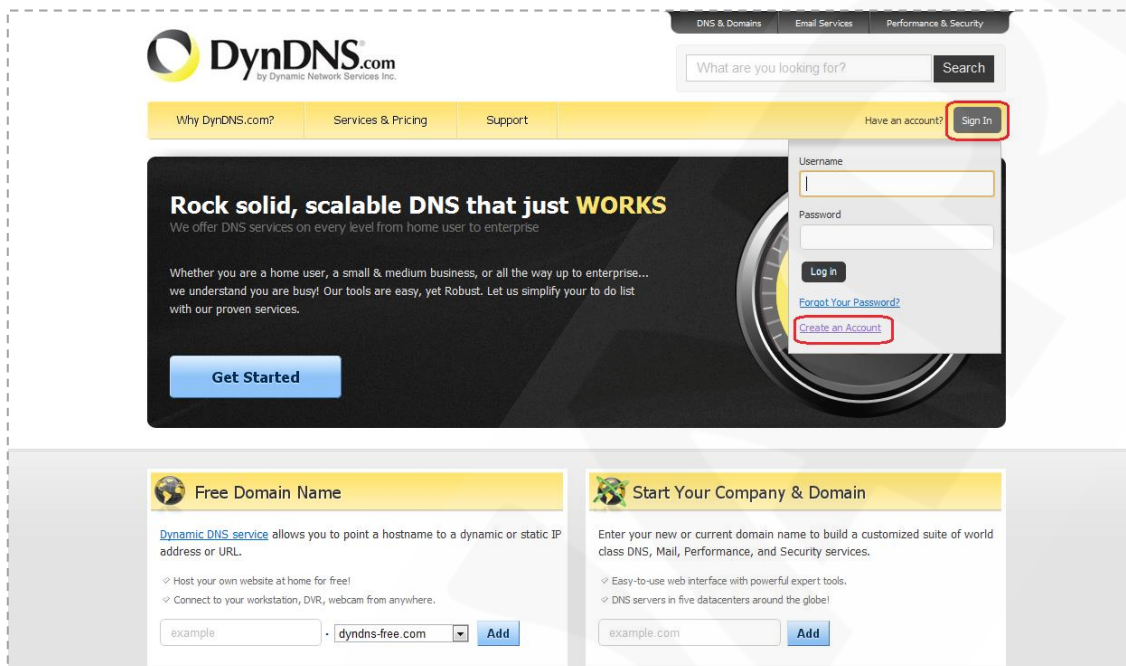 DNS & Domains Email Services Performance & Security
DynDNS.com
by Dynamic Network Services Inc.
What are you looking for? Search
Why DynDNS.com? Services & Pricing Support Have an account? Sign In
Username
Password
Log in
Forgot Your Password?
Create an Account
Rock solid, scalable DNS that just WORKS
We offer DNS services on every level from home user to enterprise
Whether you are a home user, a small & medium business, or all the way up to enterprise...
we understand you are busy! Our tools are easy, yet Robust. Let us simplify your to do list
with our proven services.
Get Started
Free Domain Name
Dynamic DNS service allows you to point a hostname to a dynamic or static IP
address or URL.
Host your own website at home for free!
Connect to your workstation, DVR, webcam from anywhere.
example . dyndns-free.com Add
Start Your Company & Domain
Enter your new or current domain name to build a customized suite of world
class DNS, Mail, Performance, and Security services.
Easy-to-use web interface with powerful expert tools.
DNS servers in five datacenters around the globe!
example.com Add